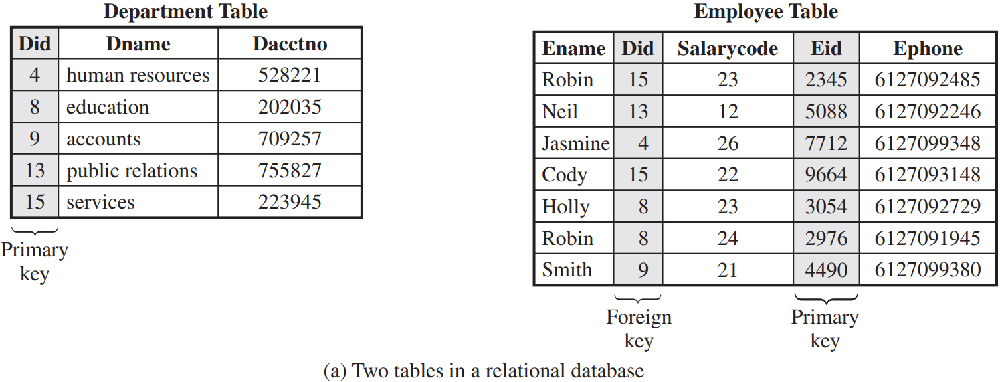 Department Table
Did Dname Dacctno
4 human resources 528221
8 education 202035
9 accounts 709257
13 public relations 755827
15 services 223945
Primary
key
Employee Table
Ename Did Salarycode Eid Ephone
Robin 15 23 2345 6127092485
Neil 13 12 5088 6127092246
Jasmine 4 26 7712 6127099348
Cody 15 22 9664 6127093148
Holly 8 23 3054 6127092729
Robin 8 24 2976 6127091945
Smith 9 21 4490 6127099380
Foreign
key
Primary
key
(a) Two tables in a relational database